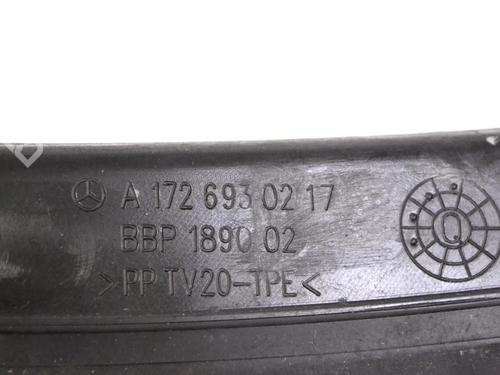 A 172 693 02 17
BBP 1890 02
>PP TV20-TPE<
Q